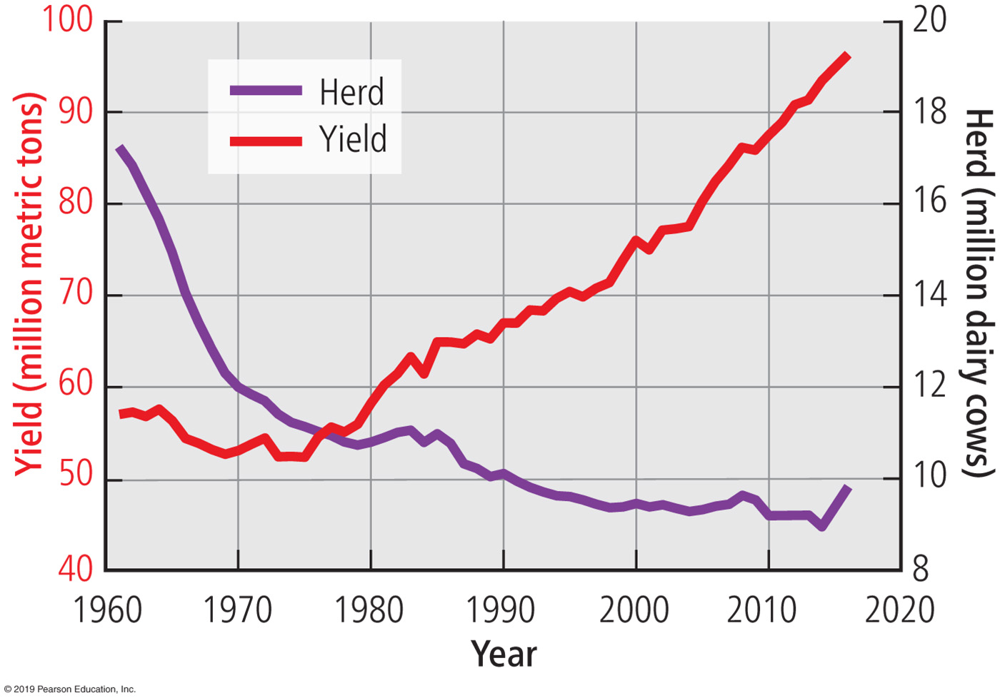 100
90
80
70
60
50
40
Yield (million metric tons)
Herd
Yield
20
18
16
14
12
10
8
Herd (million dairy cows)
1960 1970 1980 1990 2000 2010 2020
Year
© 2019 Pearson Education, Inc.